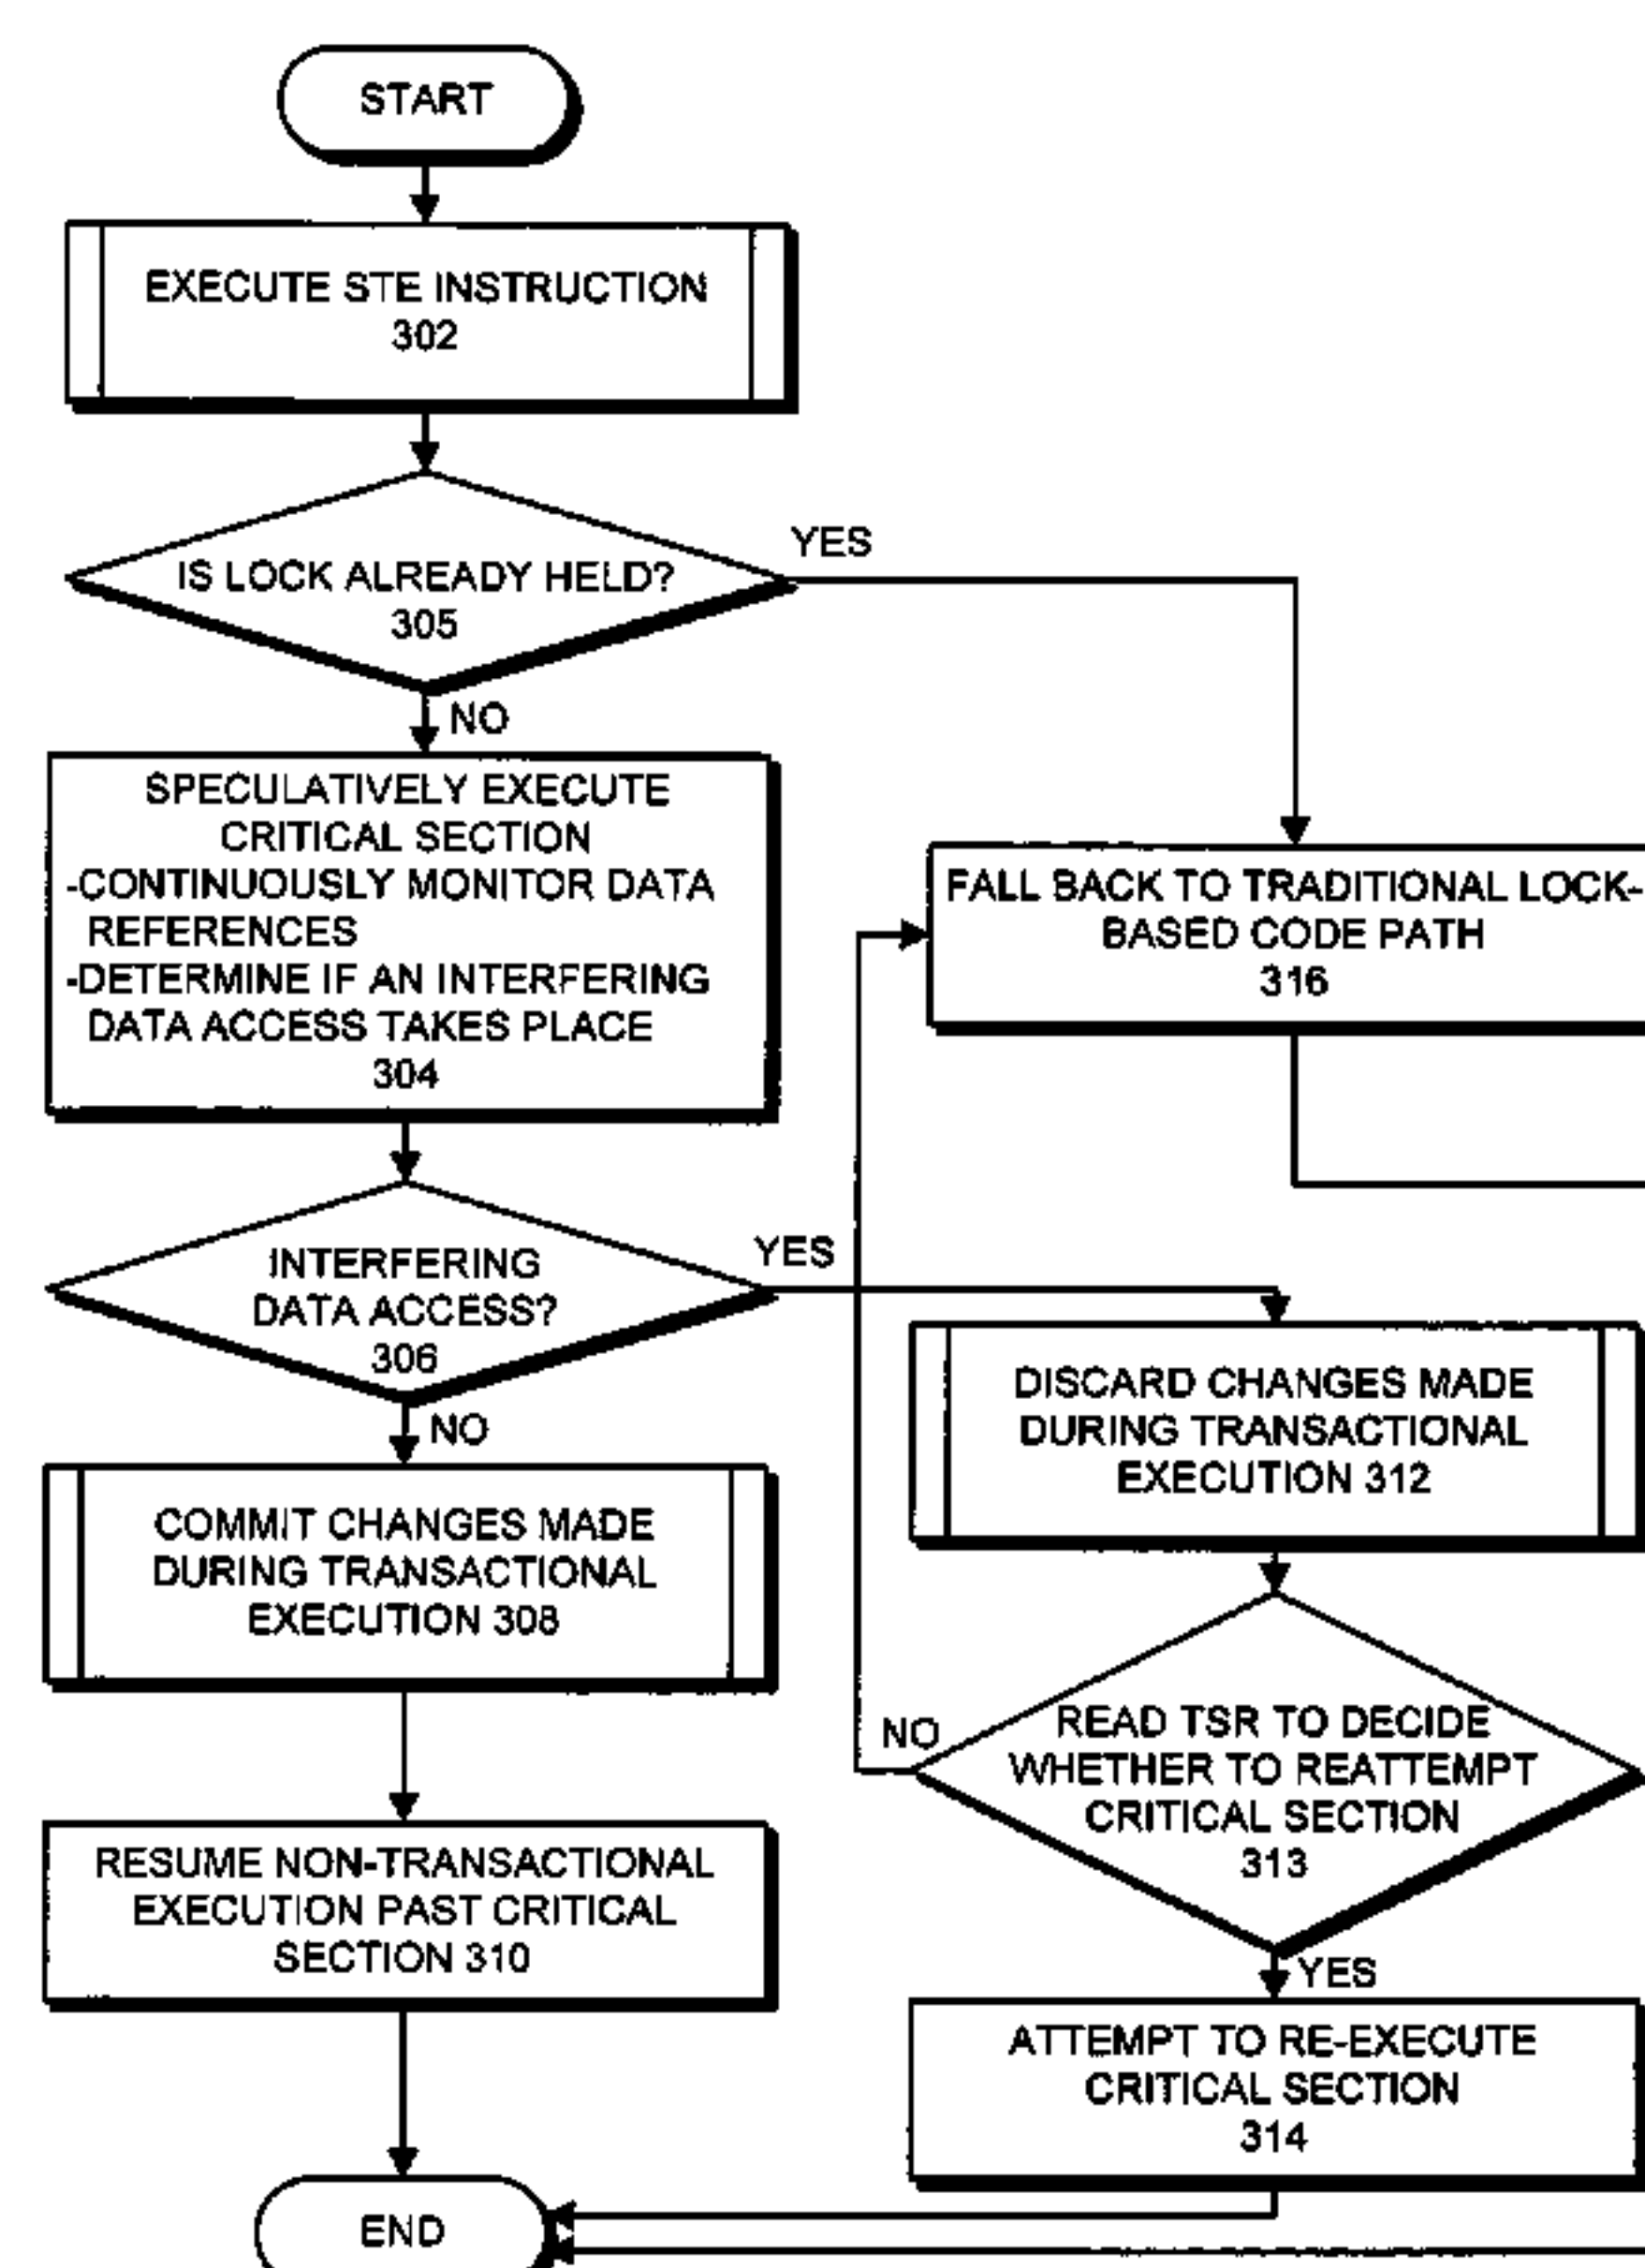 START
EXECUTE STE INSTRUCTION
302
IS LOCK ALREADY HELD?
305
YES
NO
SPECULATIVELY EXECUTE
CRITICAL SECTION
-CONTINUOUSLY MONITOR DATA
REFERENCES
-DETERMINE IF AN INTERFERING
DATA ACCESS TAKES PLACE
304
FALL BACK TO TRADITIONAL LOCK-
BASED CODE PATH
316
INTERFERING
DATA ACCESS?
306
YES
NO
DISCARD CHANGES MADE
DURING TRANSACTIONAL
EXECUTION 312
COMMIT CHANGES MADE
DURING TRANSACTIONAL
EXECUTION 308
READ TSR TO DECIDE
WHETHER TO REATTEMPT
CRITICAL SECTION
313
NO
YES
RESUME NON-TRANSACTIONAL
EXECUTION PAST CRITICAL
SECTION 310
ATTEMPT TO RE-EXECUTE
CRITICAL SECTION
314
END